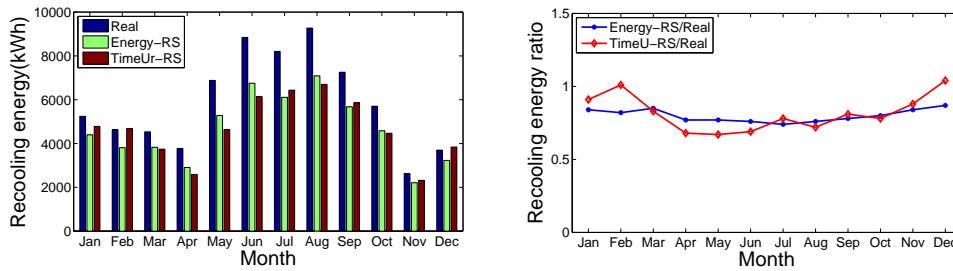 Recooling energy(kWh)
10000
8000
6000
4000
2000
0
Real
Energy−RS
TimeUr−RS
Jan Feb Mar Apr May Jun Jul Aug Sep Oct Nov Dec
Month
Recooling energy ratio
1.5
1
0.5
0
Energy−RS/Real
TimeU−RS/Real
Jan Feb Mar Apr May Jun Jul Aug Sep Oct Nov Dec
Month